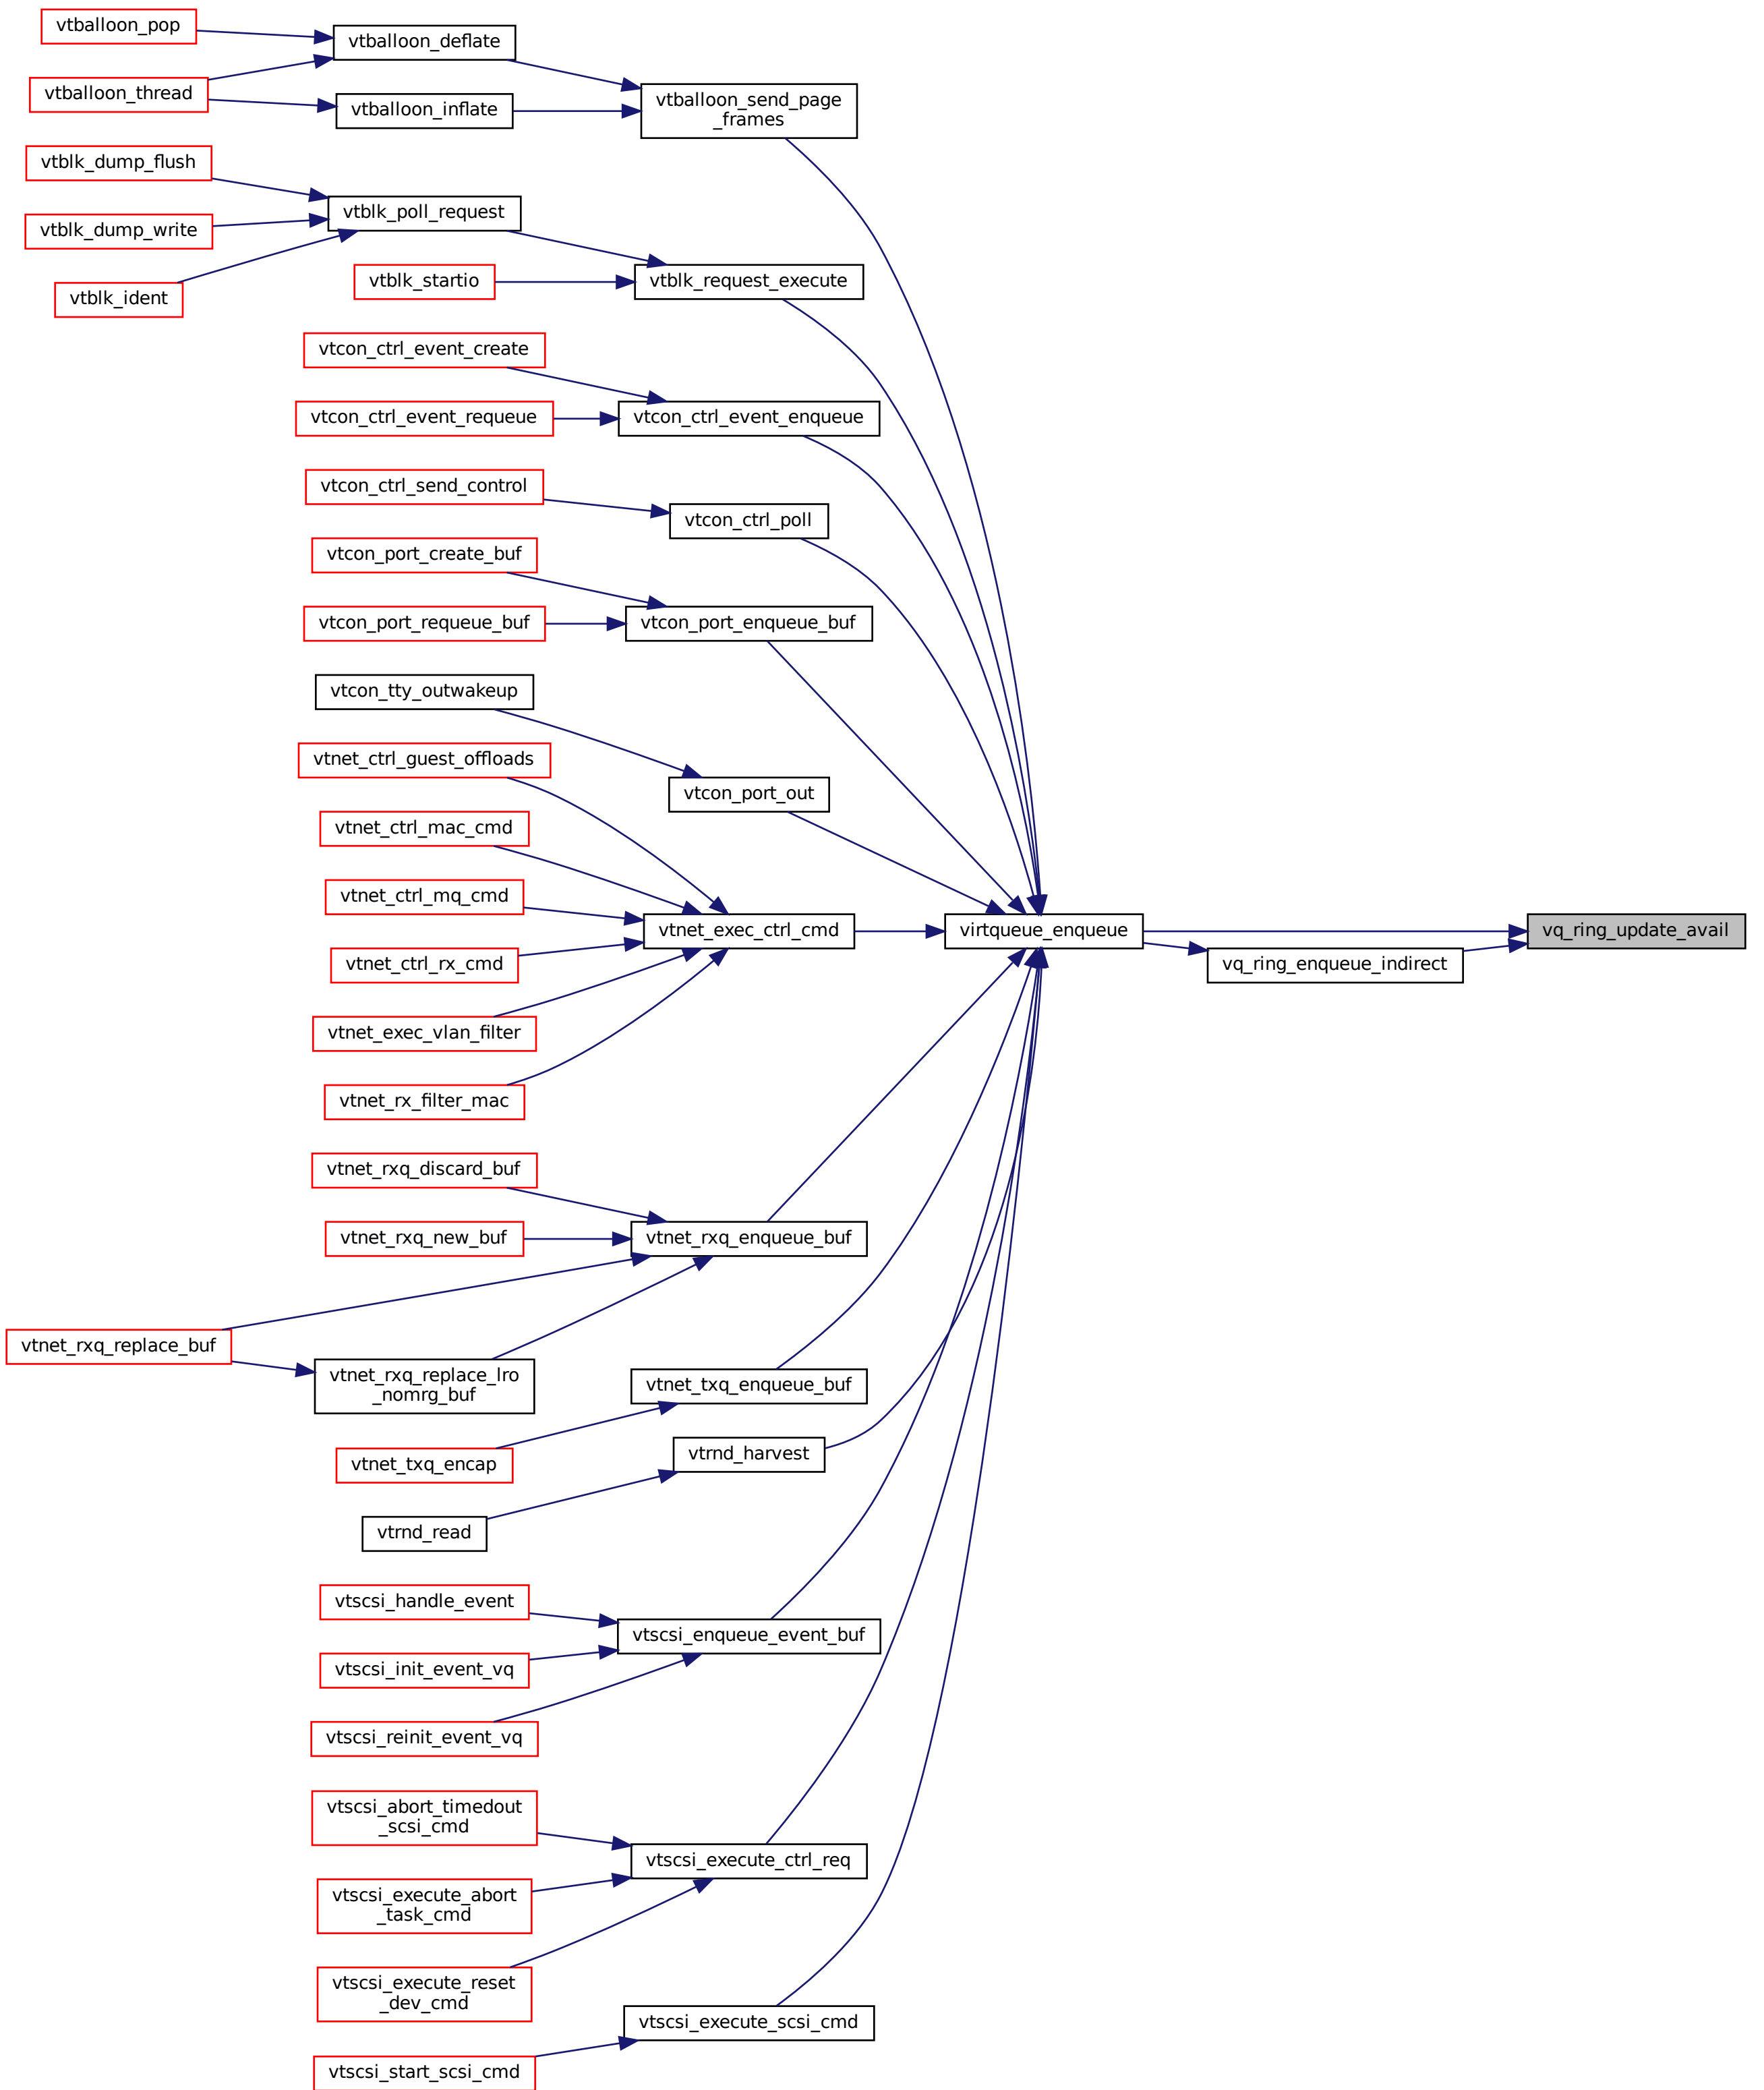 vtballoon_pop
vtballoon_deflate
vtballoon_thread
vtballoon_inflate
vtballoon_send_page
_frames
vtblk_dump_flush
vtblk_dump_write
vtblk_poll_request
vtblk_ident
vtblk_startio
vtblk_request_execute
vtcon_ctrl_event_create
vtcon_ctrl_event_requeue
vtcon_ctrl_event_enqueue
vtcon_ctrl_send_control
vtcon_ctrl_poll
vtcon_port_create_buf
vtcon_port_requeue_buf
vtcon_port_enqueue_buf
vtcon_tty_outwakeup
vtcon_port_out
vtnet_ctrl_guest_offloads
vtnet_ctrl_mac_cmd
vtnet_ctrl_mq_cmd
vtnet_ctrl_rx_cmd
vtnet_exec_ctrl_cmd
virtqueue_enqueue
vq_ring_update_avail
vq_ring_enqueue_indirect
vtnet_exec_vlan_filter
vtnet_rx_filter_mac
vtnet_rxq_discard_buf
vtnet_rxq_new_buf
vtnet_rxq_enqueue_buf
vtnet_rxq_replace_buf
vtnet_rxq_replace_lro
_nomrg_buf
vtnet_txq_enqueue_buf
vtnet_txq_encap
vtrnd_harvest
vtrnd_read
vtscsi_handle_event
vtscsi_init_event_vq
vtscsi_enqueue_event_buf
vtscsi_reinit_event_vq
vtscsi_abort_timedout
_scsi_cmd
vtscsi_execute_ctrl_req
vtscsi_execute_abort
_task_cmd
vtscsi_execute_reset
_dev_cmd
vtscsi_execute_scsi_cmd
vtscsi_start_scsi_cmd